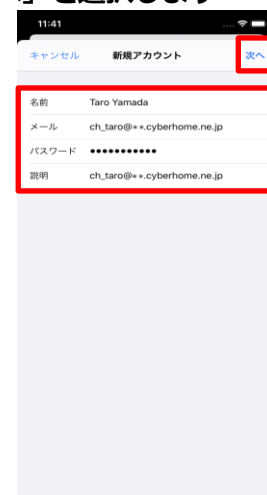 」を選択します
11:41
キャンセル 新規アカウント 次へ
名前 Taro Yamada
メール ch_taro@**.cyberhome.ne.jp
パスワード ●●●●●●●●●●●
説明 ch_taro@**.cyberhome.ne.jp